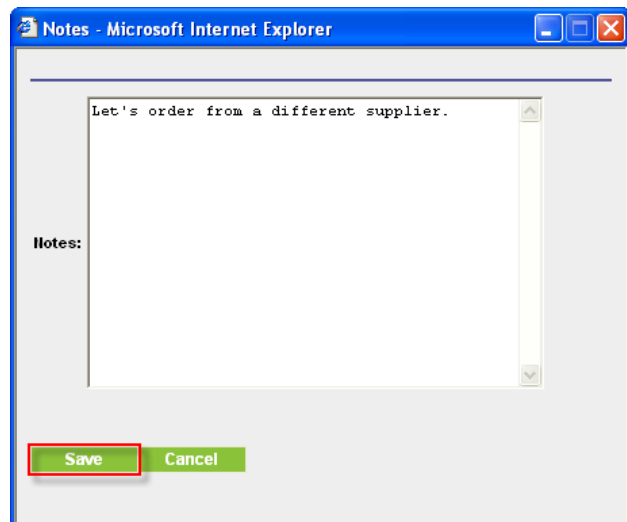 Notes - Microsoft Internet Explorer
Let's order from a different supplier.
Notes:
Save Cancel